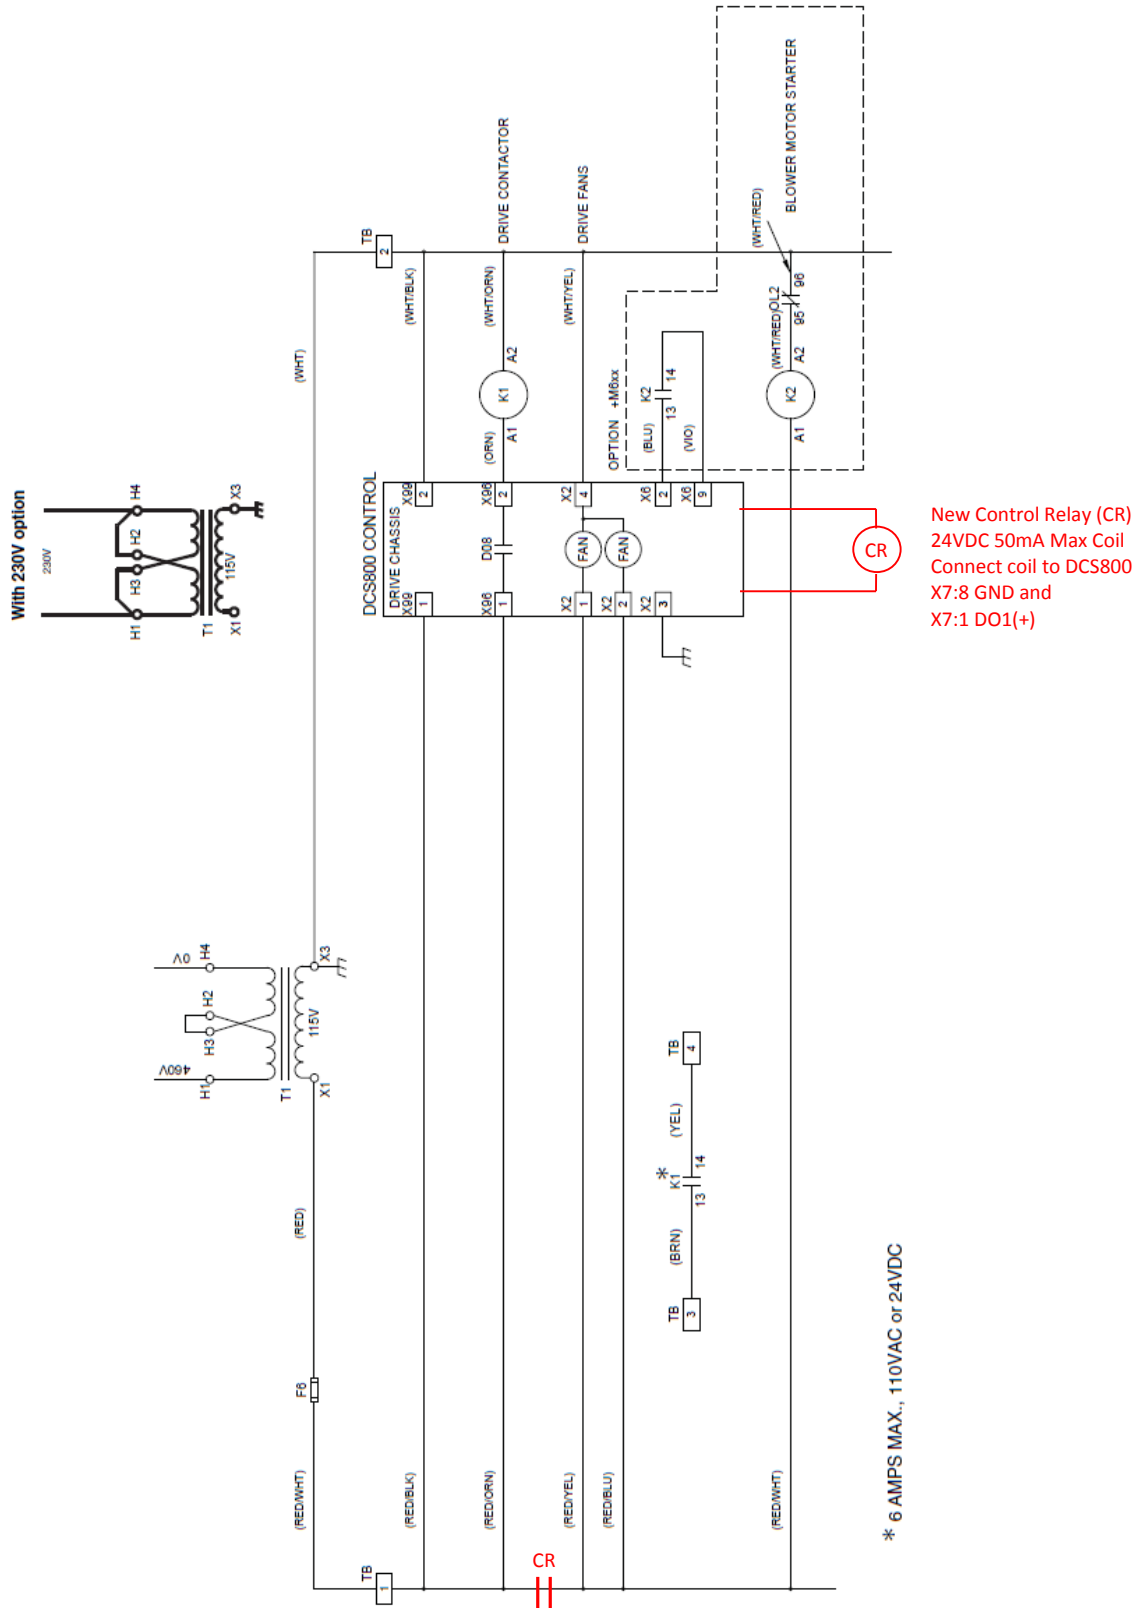 With 230V option
230V
H1
H3
H2
H4
T1
115V
X1
X3
460V
0V
H1
H3
H2
H4
T1
115V
X1
X3
(RED/WHT)
F6
(RED)
(WHT)
TB
1
TB
2
DCS800 CONTROL
DRIVE CHASSIS
(RED/BLK)
X99
1
X99
2
(WHT/BLK)
(RED/ORN)
X96
1
D08
X96
2
(ORN)
A1
K1
A2
(WHT/ORN)
DRIVE CONTACTOR
CR
(RED/YEL)
X2
1
FAN
X2
4
(WHT/YEL)
DRIVE FANS
(RED/BLU)
X2
2
FAN
X2
3
OPTION +M6xx
X6
2
(BLU)
13
K2
14
X6
9
(VIO)
TB
3
(BRN)
13
K1
*
14
(YEL)
TB
4
(RED/WHT)
A1
K2
A2
(WHT/RED)
95
OL2
96
(WHT/RED)
BLOWER MOTOR STARTER
CR
New Control Relay (CR)
24VDC 50mA Max Coil
Connect coil to DCS800
X7:8 GND and
X7:1 DO1(+)
* 6 AMPS MAX., 110VAC or 24VDC